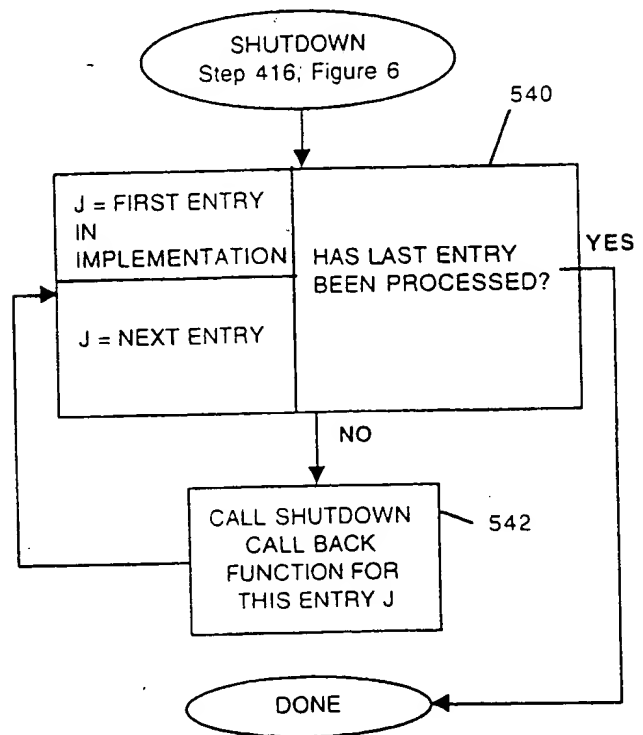 SHUTDOWN
Step 416; Figure 6
540
J = FIRST ENTRY
IN
IMPLEMENTATION
HAS LAST ENTRY
BEEN PROCESSED?
YES
J = NEXT ENTRY
NO
CALL SHUTDOWN
CALL BACK
FUNCTION FOR
THIS ENTRY J
542
DONE